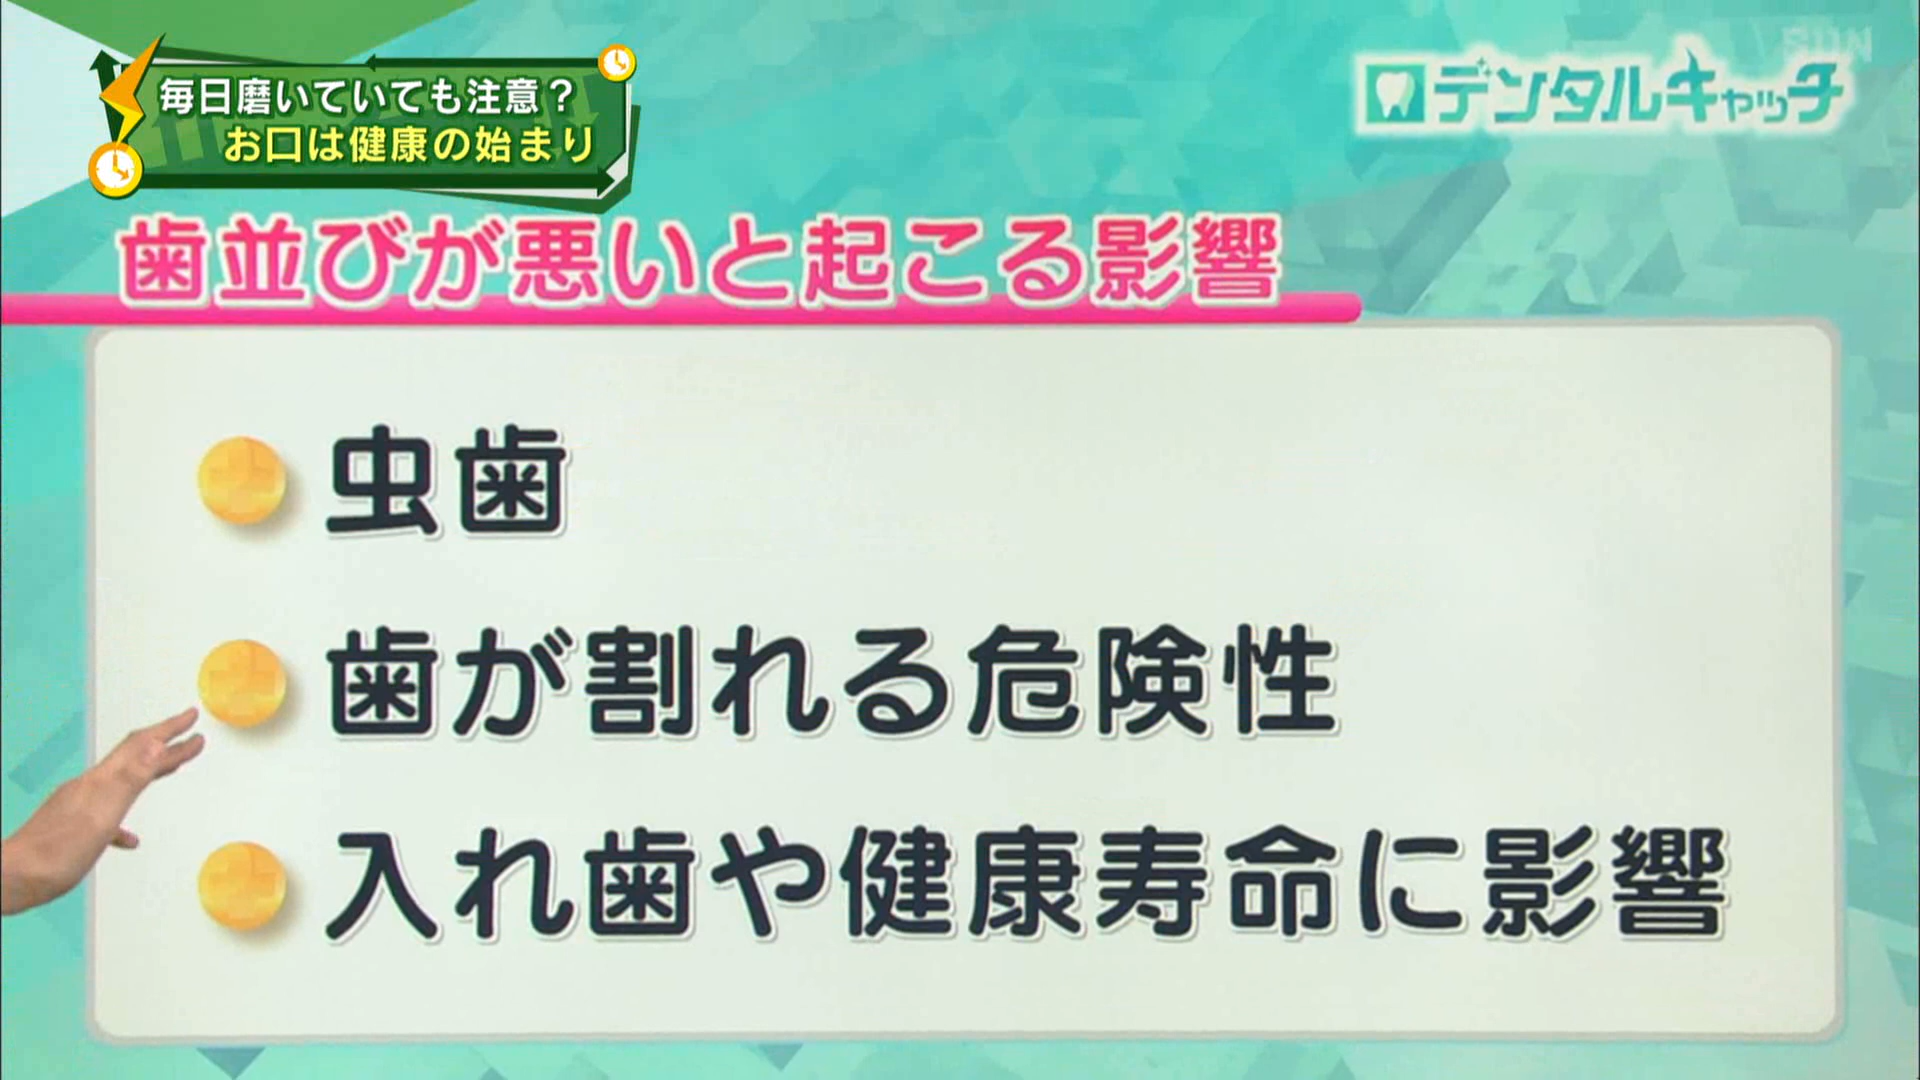 毎日磨いていても注意？
お口は健康の始まり
SUN
デンタルキャッチ
歯並びが悪いと起こる影響
虫歯
歯が割れる危険性
入れ歯や健康寿命に影響